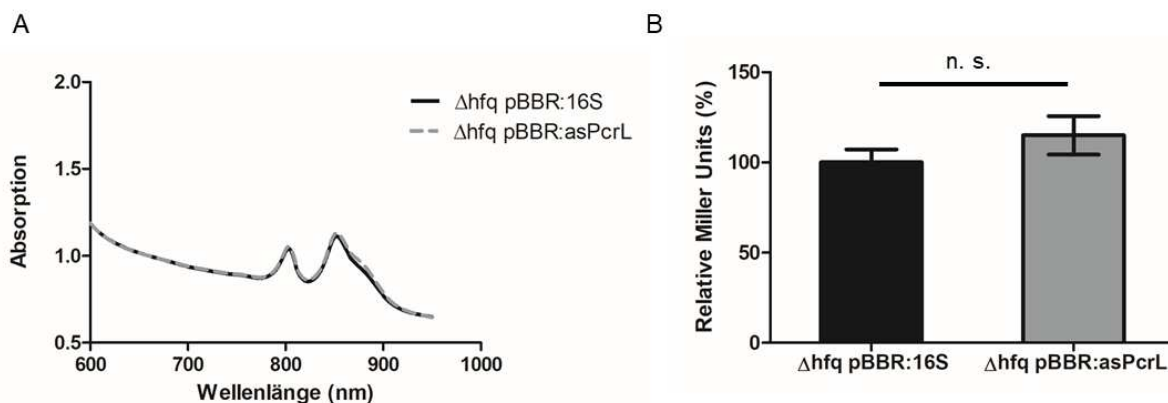 A
2.0
1.5
1.0
0.5
Absorption
600 700 800 900 1000
Wellenlänge (nm)
Δhfq pBBR:16S
Δhfq pBBR:asPcrL
B
n. s.
150
100
50
0
Relative Miller Units (%)
Δhfq pBBR:16S Δhfq pBBR:asPcrL